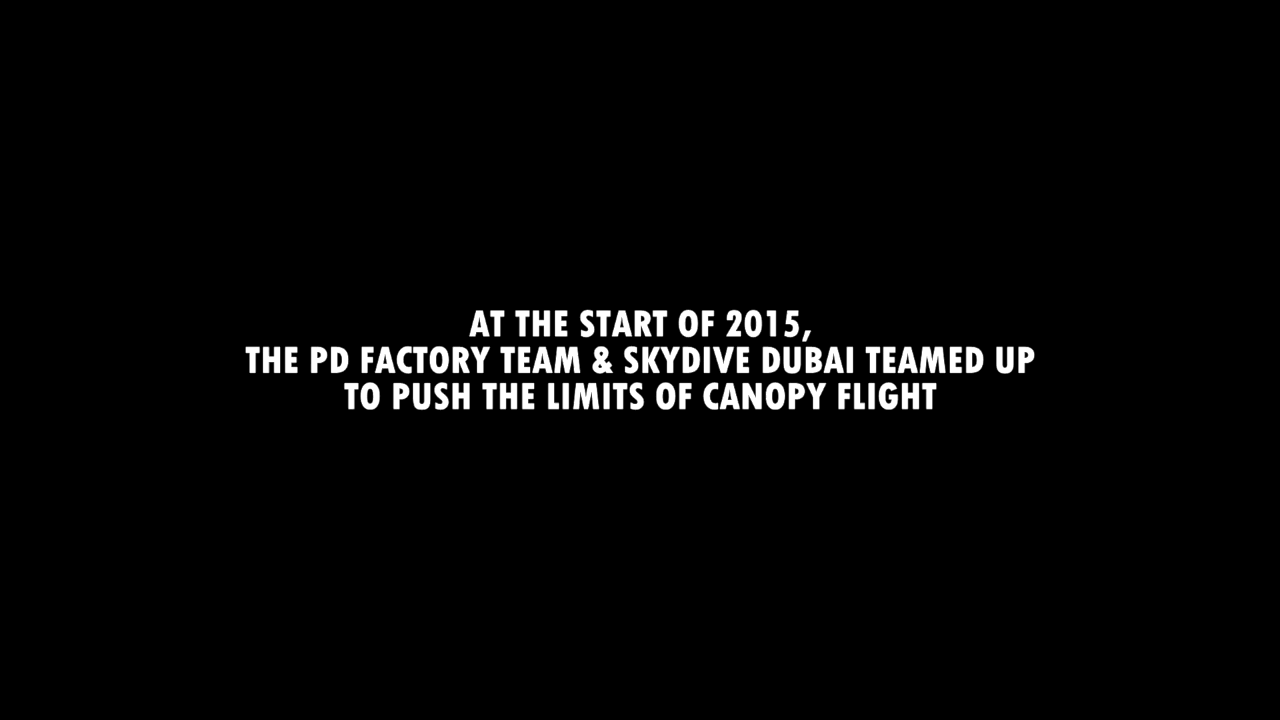 AT THE START OF 2015,
THE PD FACTORY TEAM & SKYDIVE DUBAI TEAMED UP
TO PUSH THE LIMITS OF CANOPY FLIGHT